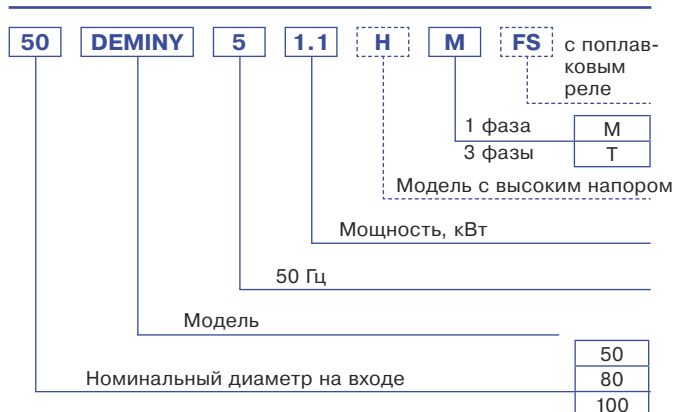 50 DEMINY 5 1.1 H M FS с поплав-
ковым
реле
1 фаза M
3 фазы T
Модель с высоким напором
Мощность, кВт
50 Гц
Модель
50
Номинальный диаметр на входе 80
100